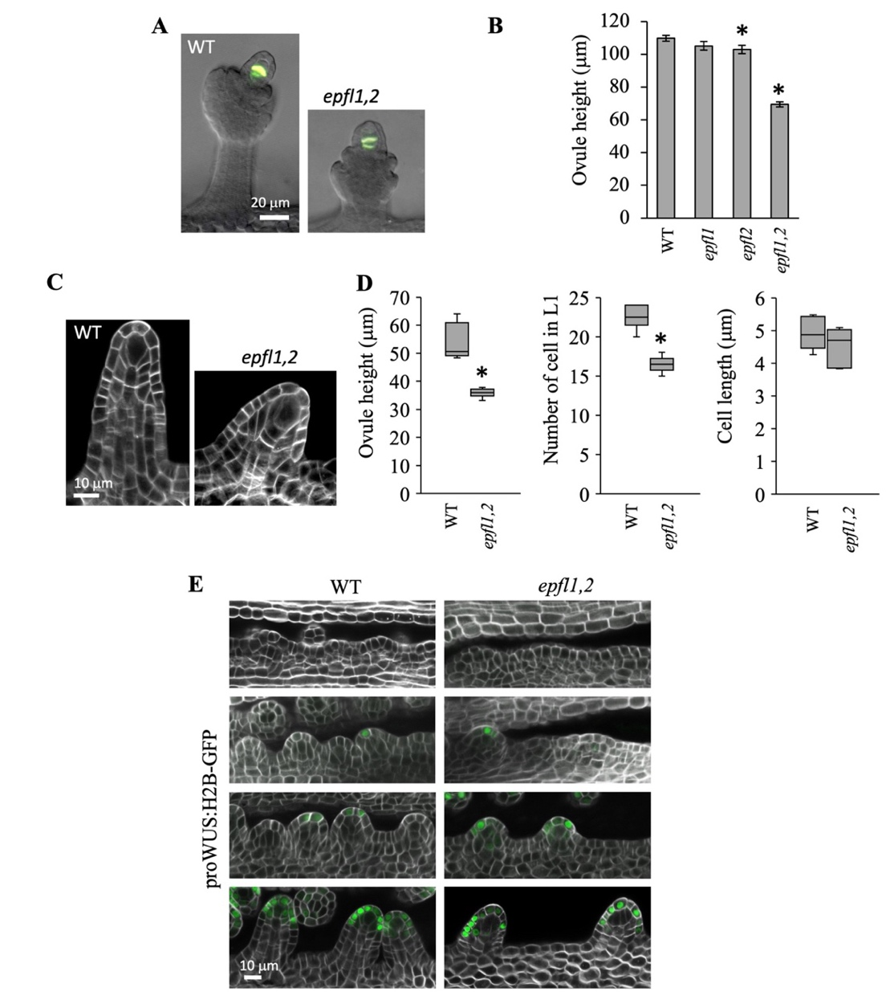 A
WT
epfl1,2
20 µm
B
Ovule height (µm)
120
100
80
60
40
20
0
*
*
WT
epfl1
epfl2
epfl1,2
C
WT
epfl1,2
10 µm
D
Ovule height (µm)
70
60
50
40
30
20
10
0
*
WT
epfl1,2
Number of cell in L1
25
20
15
10
5
0
*
WT
epfl1,2
Cell length (µm)
6
5
4
3
2
1
0
WT
epfl1,2
E
WT
epfl1,2
proWUS:H2B-GFP
10 µm